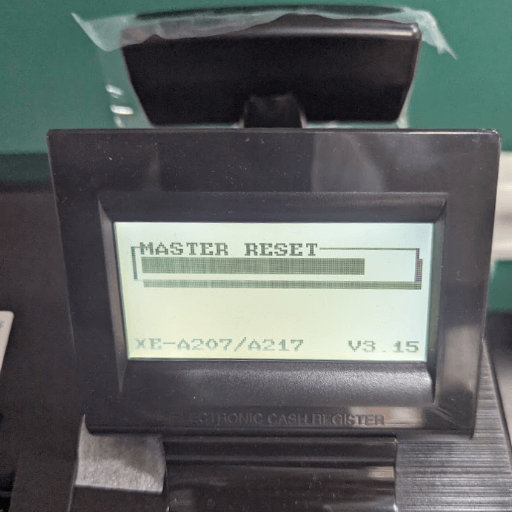 MASTER RESET
XE-A207/A217 V3.15
ELECTRONIC CASH REGISTER